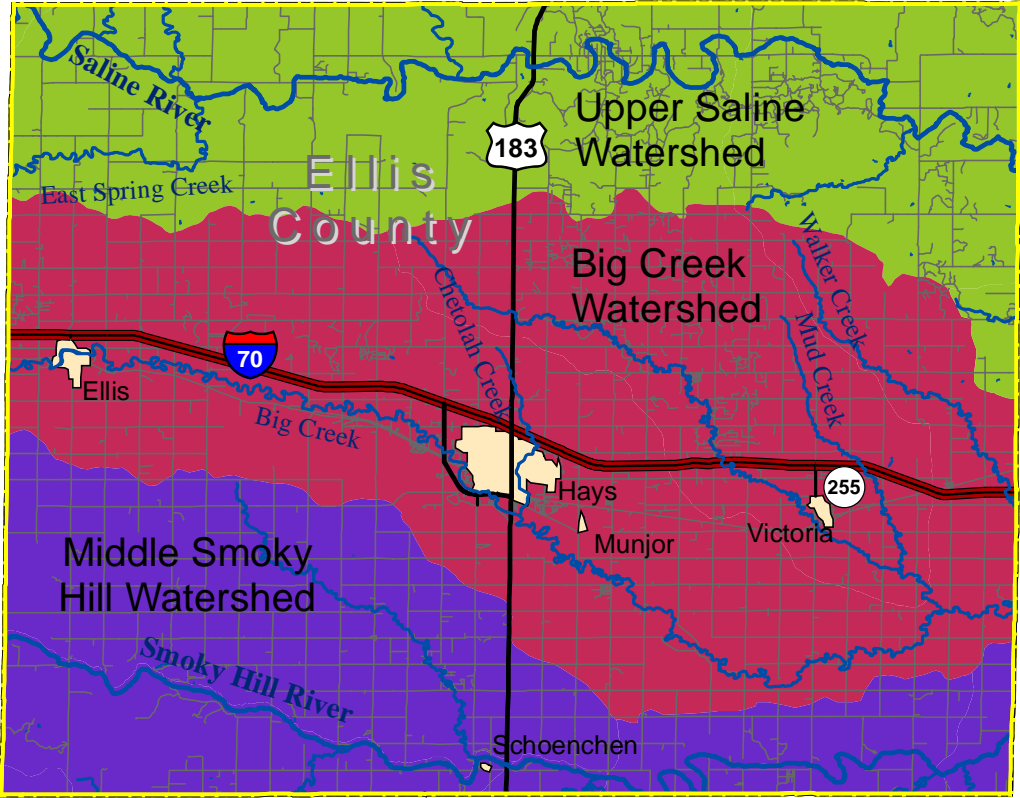 Saline River
Upper Saline
Watershed
183
Ellis
County
East Spring Creek
Walker Creek
Big Creek
Watershed
Chetolah Creek
Mud Creek
70
Ellis
Big Creek
255
Hays
Victoria
Munjor
Middle Smoky
Hill Watershed
Smoky Hill River
Schoenchen